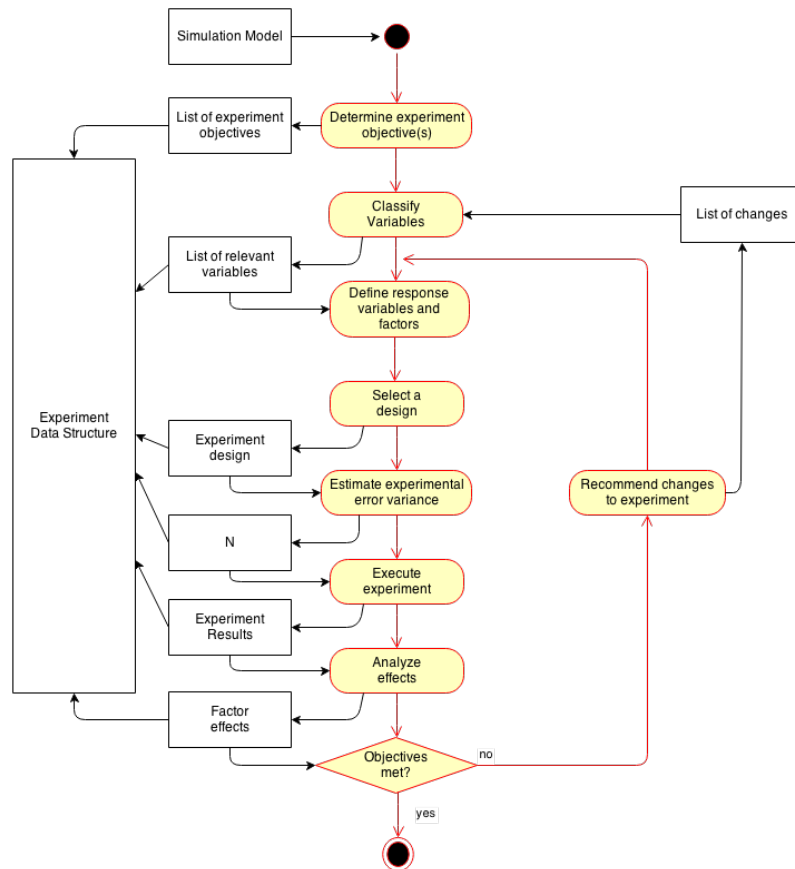 Simulation Model
List of experiment
objectives
Determine experiment
objective(s)
Classify
Variables
List of changes
List of relevant
variables
Define response
variables and
factors
Select a
design
Experiment
Data Structure
Experiment
design
Estimate experimental
error variance
Recommend changes
to experiment
N
Execute
experiment
Experiment
Results
Analyze
effects
Factor
effects
Objectives
met?
no
yes